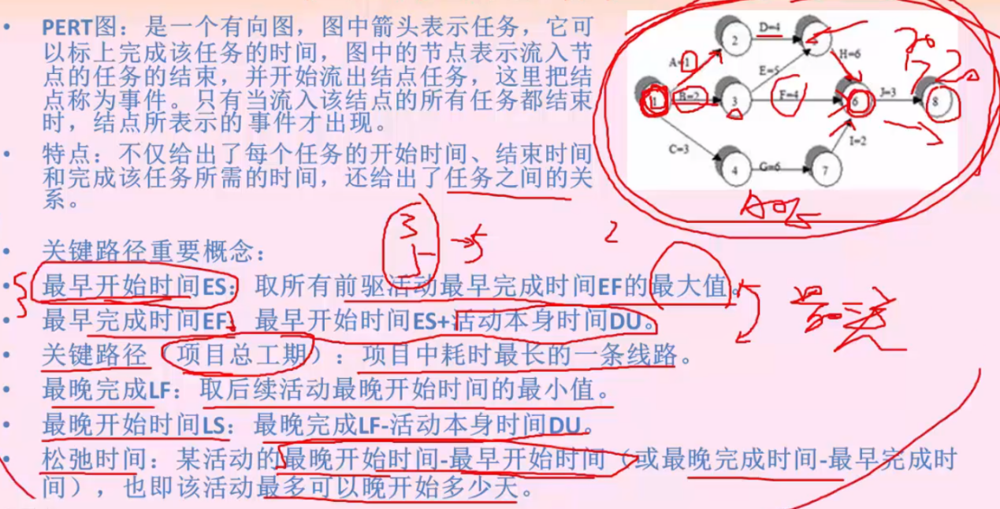 • PERT图：是一个有向图，图中箭头表示任务，它可
以标上完成该任务的时间，图中的节点表示流入节
点的任务的结束，并开始流出结点任务，这里把结
点称为事件。只有当流入该结点的所有任务都结束
时，结点所表示的事件才出现。
• 特点：不仅给出了每个任务的开始时间、结束时间
和完成该任务所需的时间，还给出了任务之间的关
系。
2 D=4
A=1 H=6
E=5
1 B=2 3 F=4 6 J=3 8
C=3 I=2
4 G=6 7
3
1 5 2
• 关键路径重要概念：
• 最早开始时间ES：取所有前驱活动最早完成时间EF的最大值。
• 最早完成时间EF：最早开始时间ES+活动本身时间DU。
• 关键路径（项目总工期）：项目中耗时最长的一条线路。
• 最晚完成LF：取后续活动最晚开始时间的最小值。
• 最晚开始时间LS：最晚完成LF-活动本身时间DU。
• 松弛时间：某活动的最晚开始时间-最早开始时间（或最晚完成时间-最早完成时
间），也即该活动最多可以晚开始多少天。